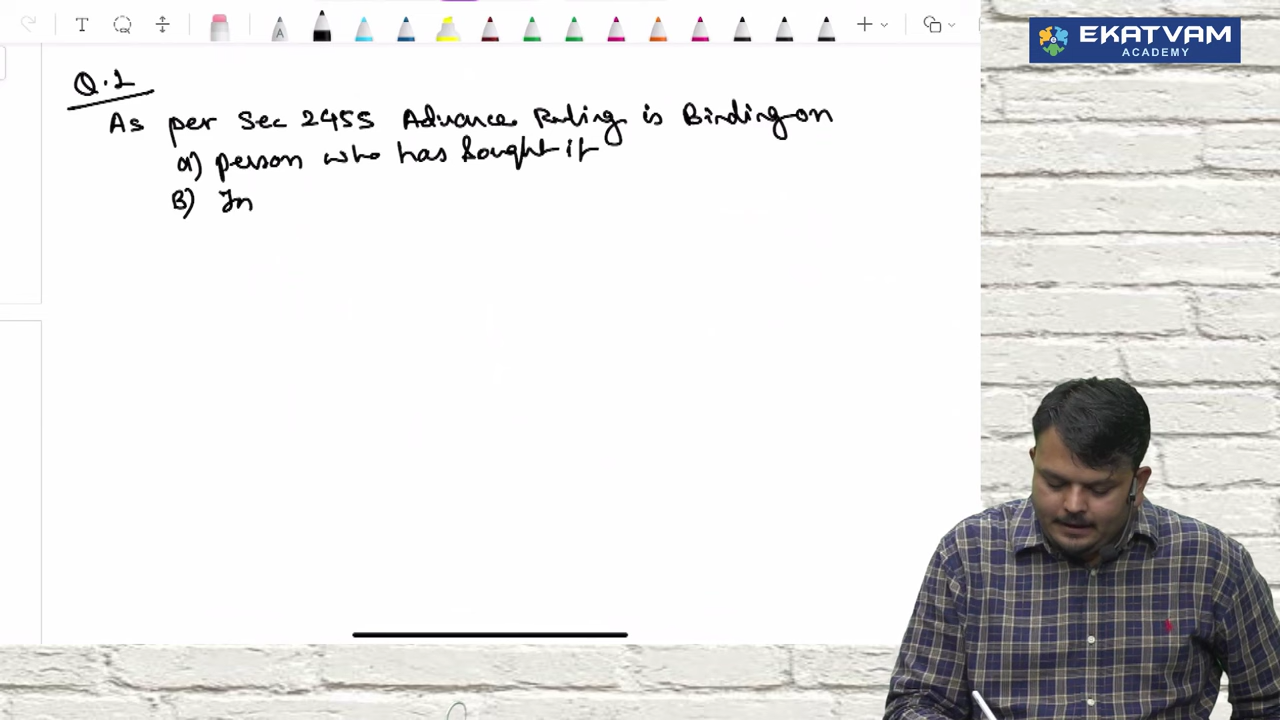 EKATVAM
ACADEMY
Q.1
As per Sec 245S Advance Ruling is Binding on
a) person who has Sought it
B) In